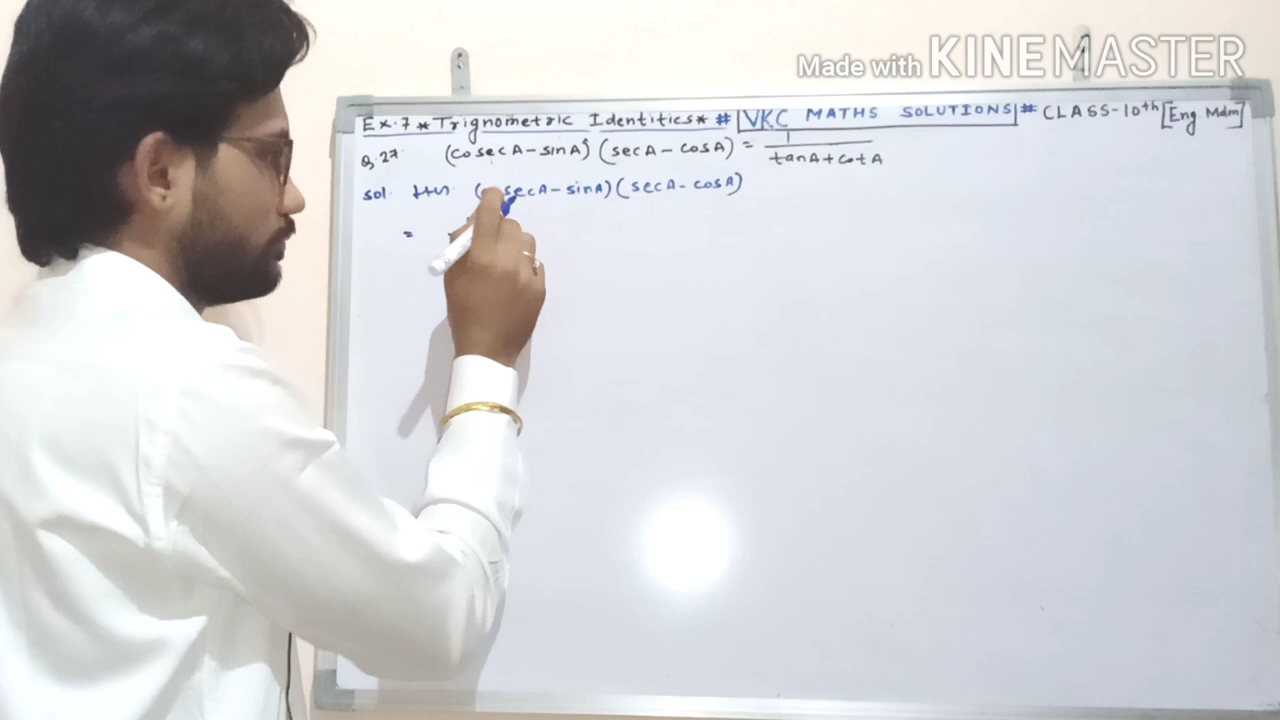 Made with KINEMASTER
Ex.7 * Trignometric Identities * # VKC MATHS SOLUTIONS # CLASS-10th [Eng. Mdm]
Q.27 (cosecA - sinA) (secA - cosA) = 1 / tanA + cotA
Sol. LHS. secA - sinA) (secA - cosA)
=